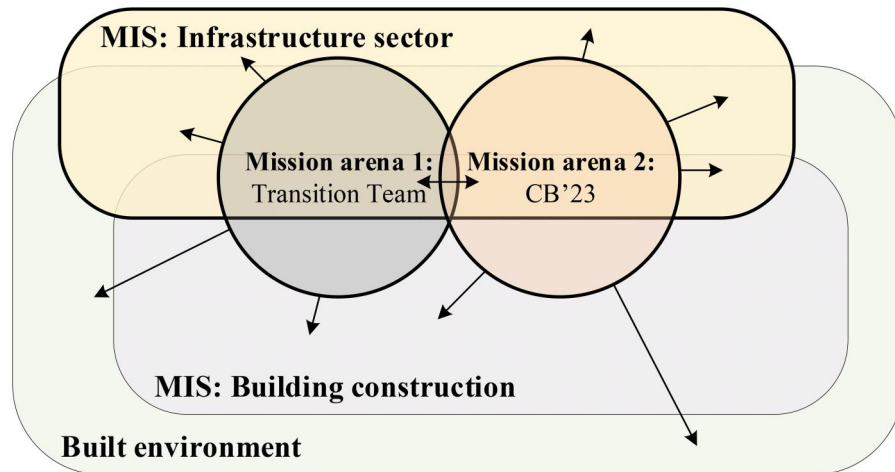 MIS: Infrastructure sector
Mission arena 1:
Transition Team
Mission arena 2:
CB’23
MIS: Building construction
Built environment